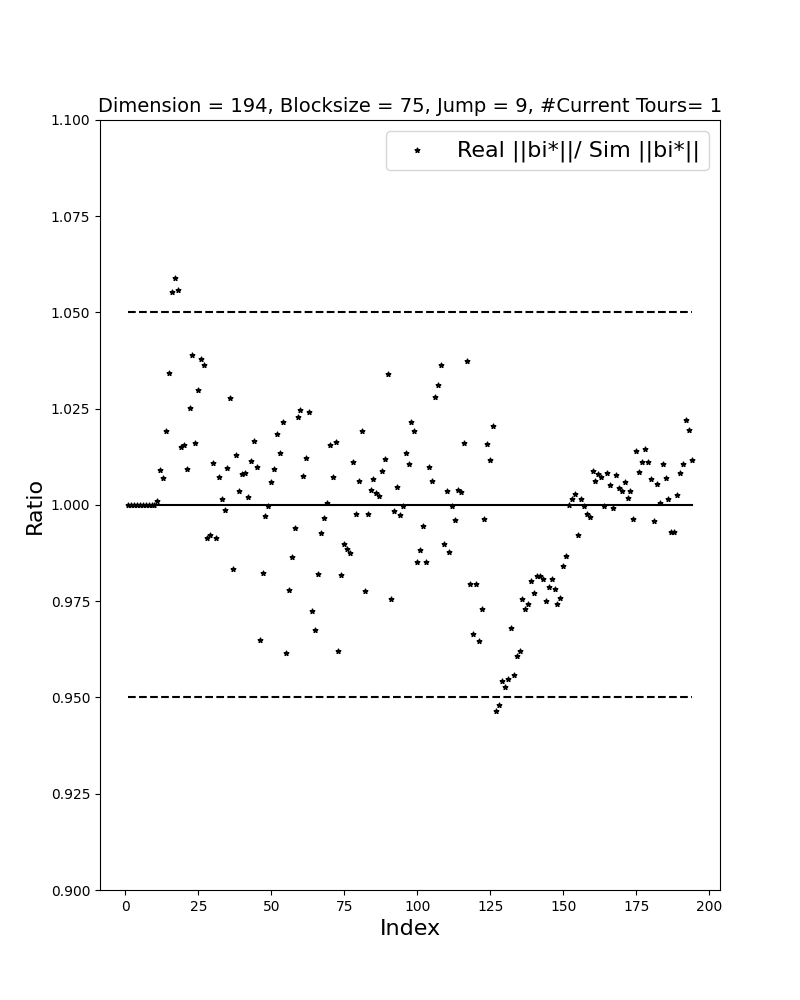 Dimension = 194, Blocksize = 75, Jump = 9, #Current Tours= 1
1.100
Real ||bi*||/ Sim ||bi*||
1.075
1.050
1.025
1.000
Ratio
0.975
0.950
0.925
0.900
0 25 50 75 100 125 150 175 200
Index